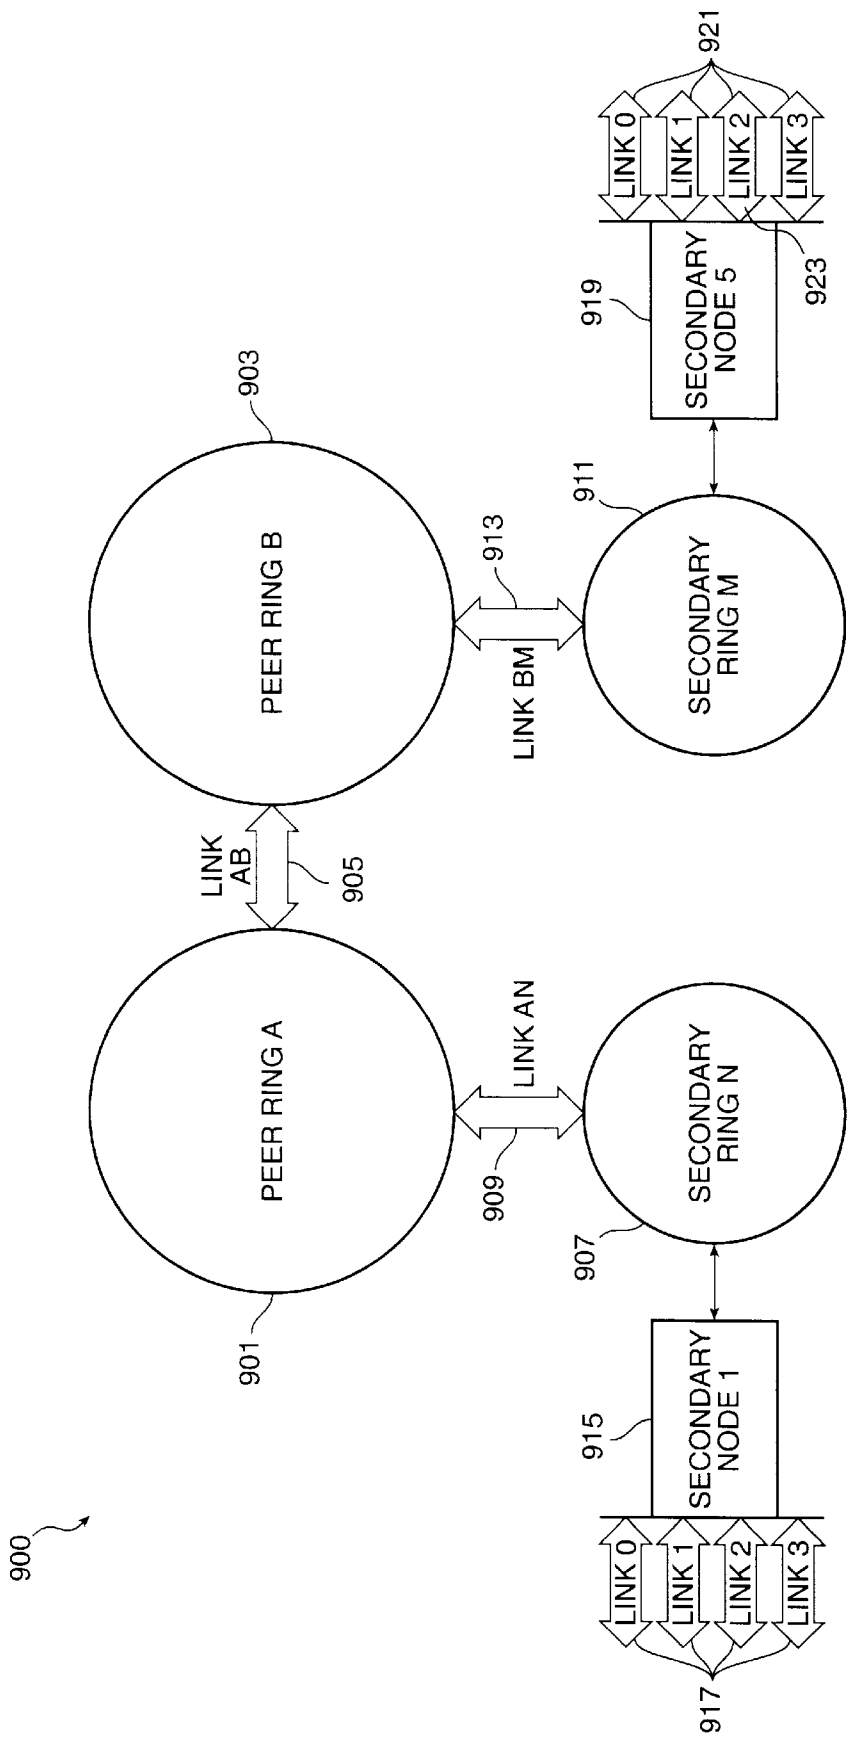 900
901
PEER RING A
LINK
AB
905
PEER RING B
903
909
LINK AN
LINK BM
913
917
LINK 0
LINK 1
LINK 2
LINK 3
915
SECONDARY
NODE 1
907
SECONDARY
RING N
911
SECONDARY
RING M
919
SECONDARY
NODE 5
LINK 0
LINK 1
LINK 2
LINK 3
921
923